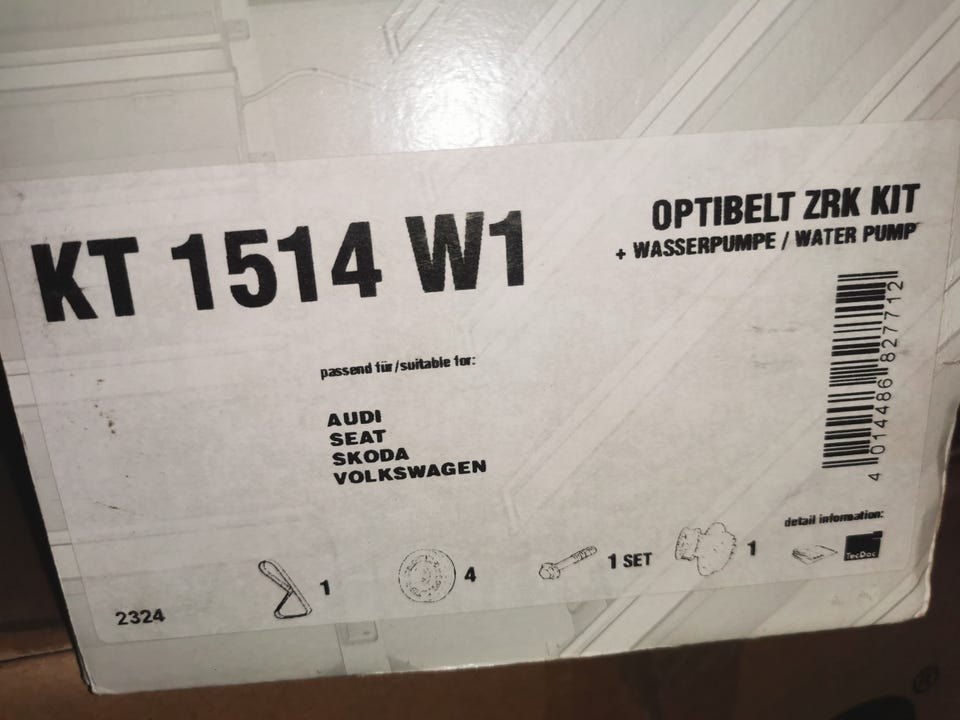 KT 1514 W1
OPTIBELT ZRK KIT
+ WASSERPUMPE / WATER PUMP
passend für/suitable for:
AUDI
SEAT
SKODA
VOLKSWAGEN
4 014486 827712
detail information:
1
4
1 SET
1
TecDoc
2324
®